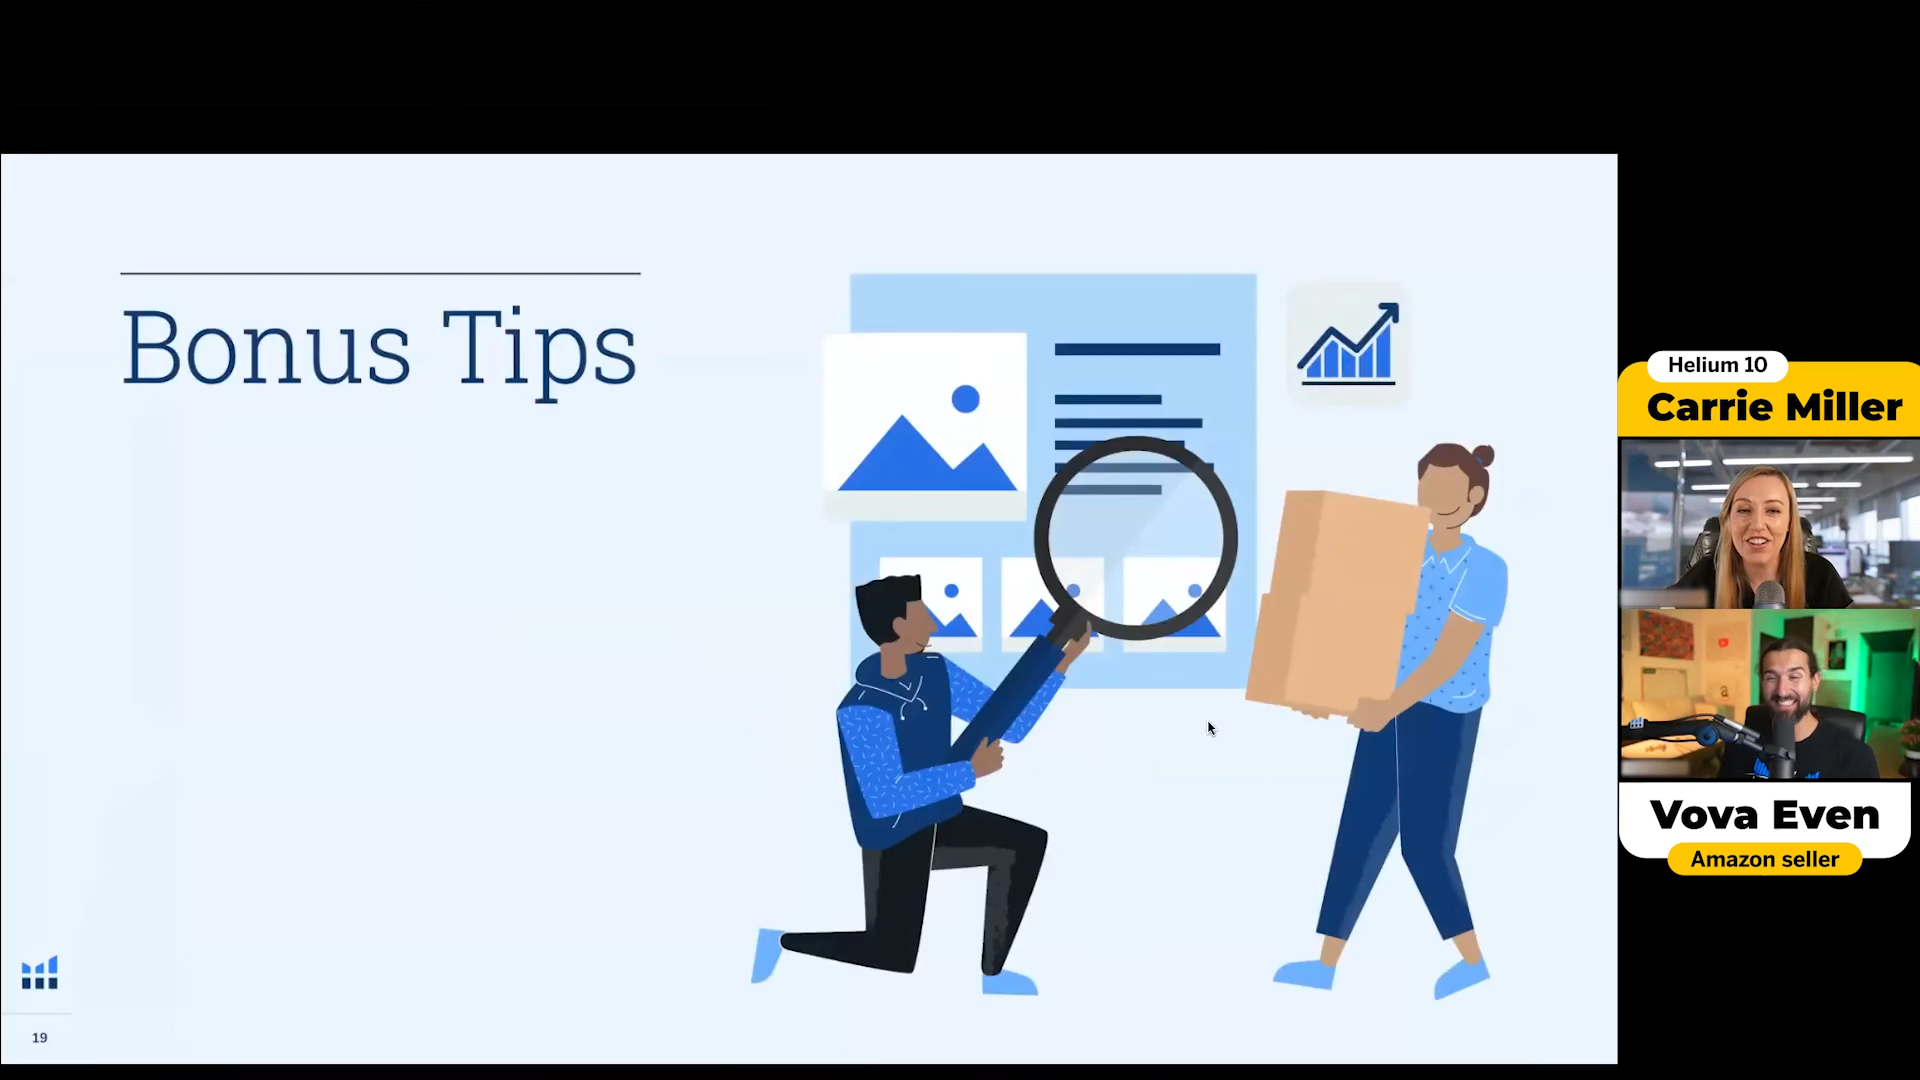 Bonus Tips
19
Helium 10
Carrie Miller
Vova Even
Amazon seller